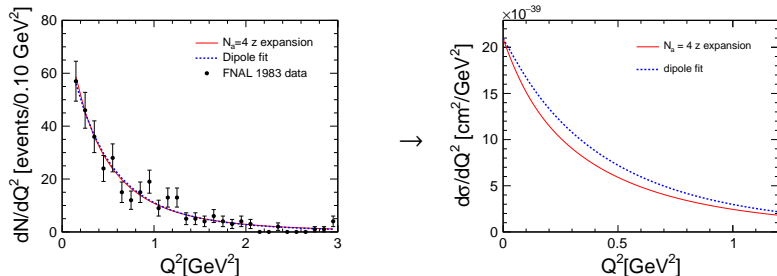 dN/dQ² [events/0.10 GeV²]
80
60
40
20
0
N_a=4 z expansion
Dipole fit
FNAL 1983 data
0 1 2 3
Q²[GeV²]
→
×10⁻³⁹
dσ/dQ² [cm²/GeV²]
20
15
10
5
0
N_a = 4 z expansion
dipole fit
0 0.5 1
Q²[GeV²]